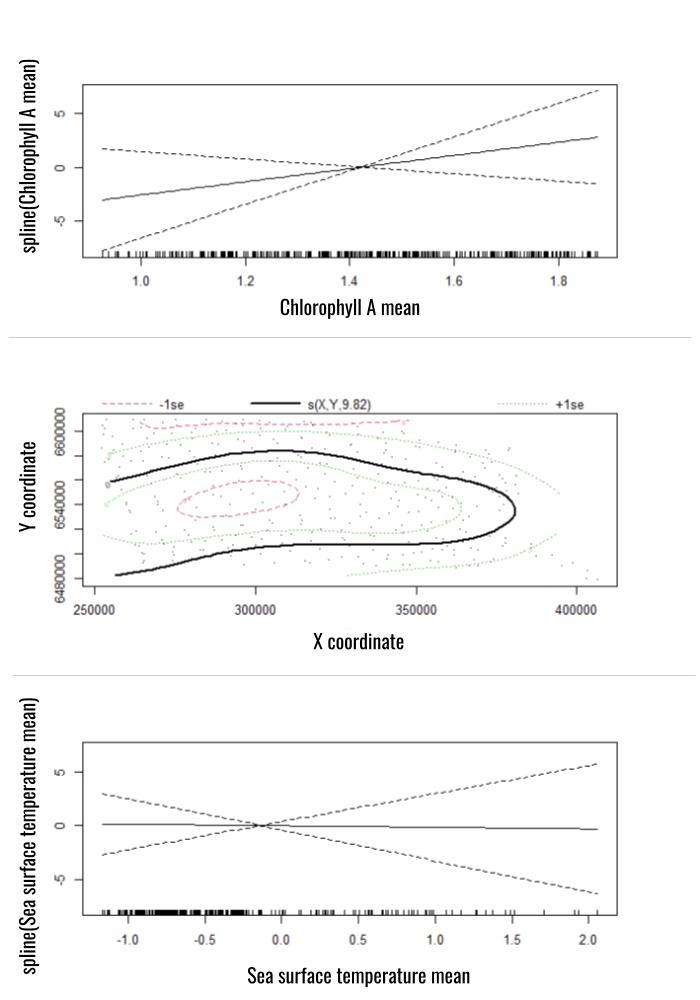 spline(Chlorophyll A mean)
5
0
-5
1.0 1.2 1.4 1.6 1.8
Chlorophyll A mean
-1se s(X,Y,9.82) +1se
Y coordinate
6600000
6540000
6480000
250000 300000 350000 400000
X coordinate
spline(Sea surface temperature mean)
5
0
-5
-1.0 -0.5 0.0 0.5 1.0 1.5 2.0
Sea surface temperature mean